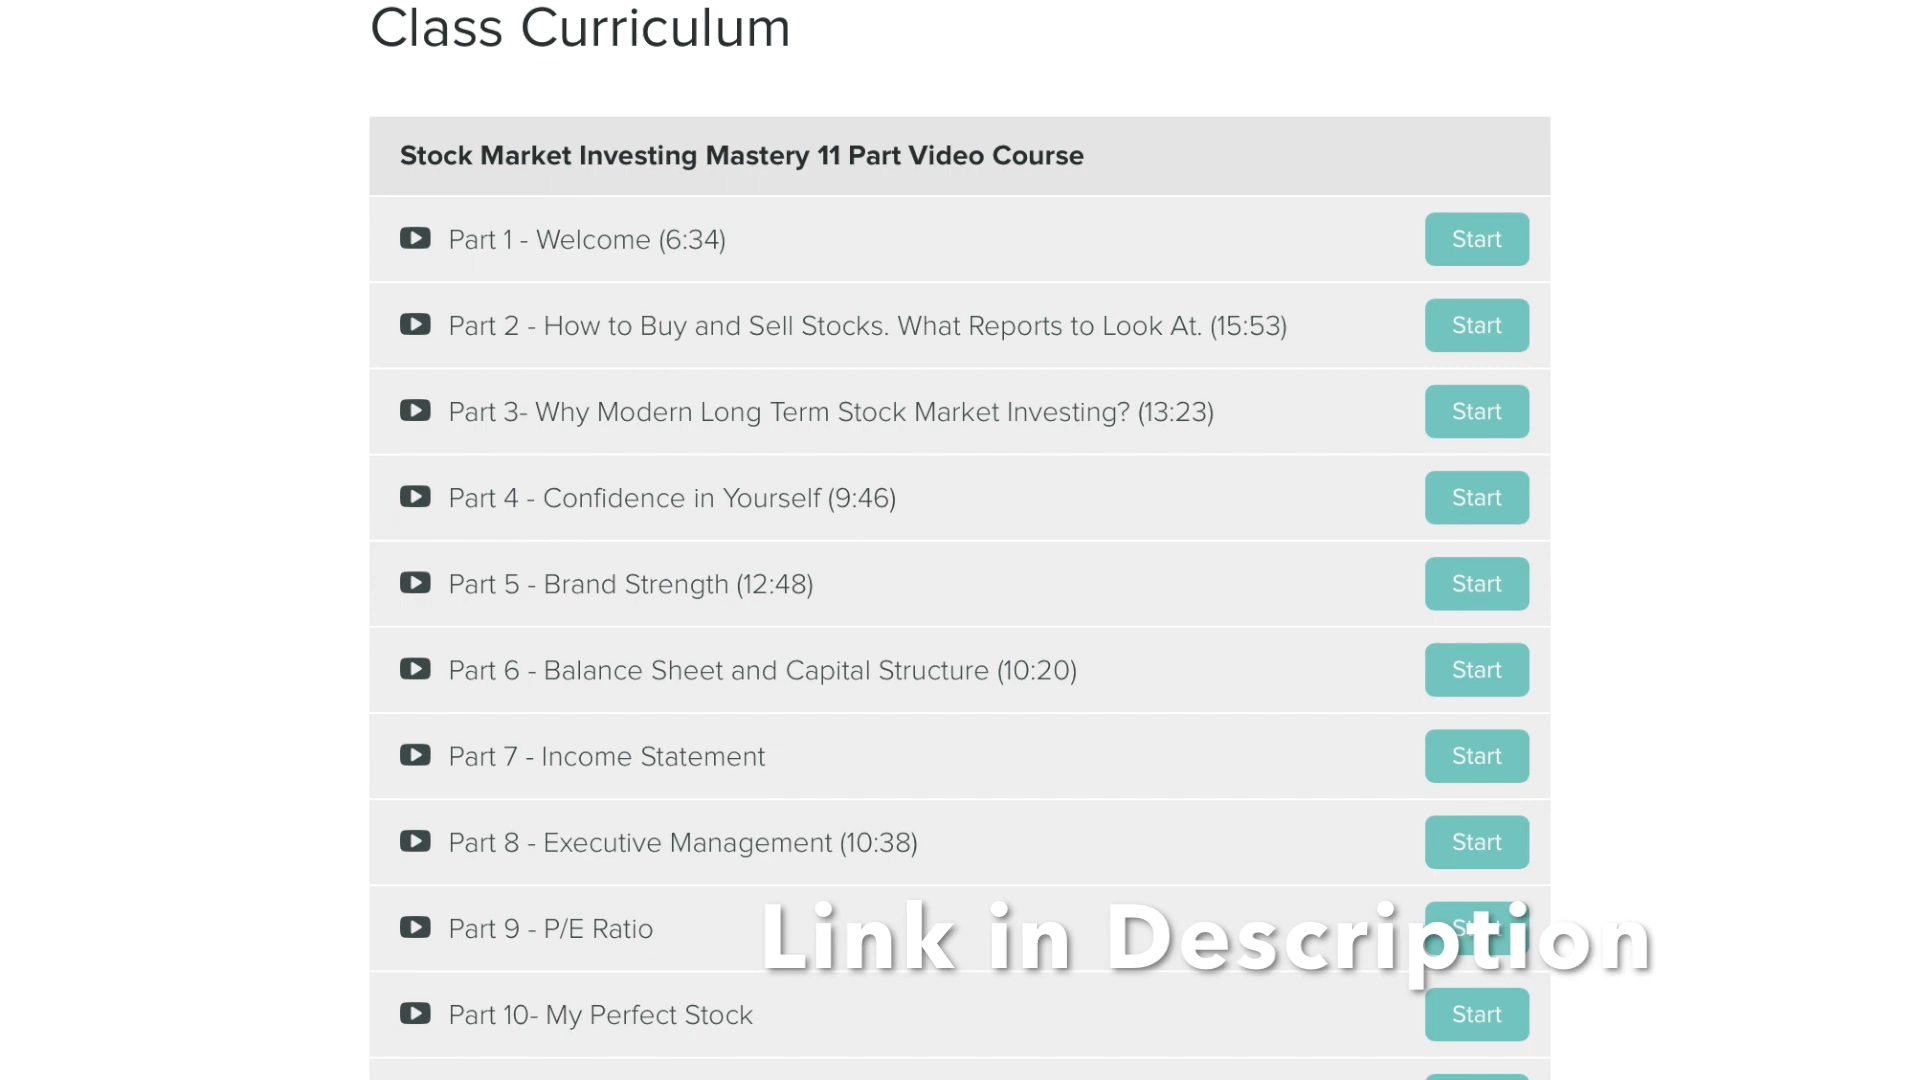 Class Curriculum
Stock Market Investing Mastery 11 Part Video Course
Part 1 - Welcome (6:34) Start
Part 2 - How to Buy and Sell Stocks. What Reports to Look At. (15:53) Start
Part 3- Why Modern Long Term Stock Market Investing? (13:23) Start
Part 4 - Confidence in Yourself (9:46) Start
Part 5 - Brand Strength (12:48) Start
Part 6 - Balance Sheet and Capital Structure (10:20) Start
Part 7 - Income Statement Start
Part 8 - Executive Management (10:38) Start
Part 9 - P/E Ratio Start
Link in Description
Part 10- My Perfect Stock Start